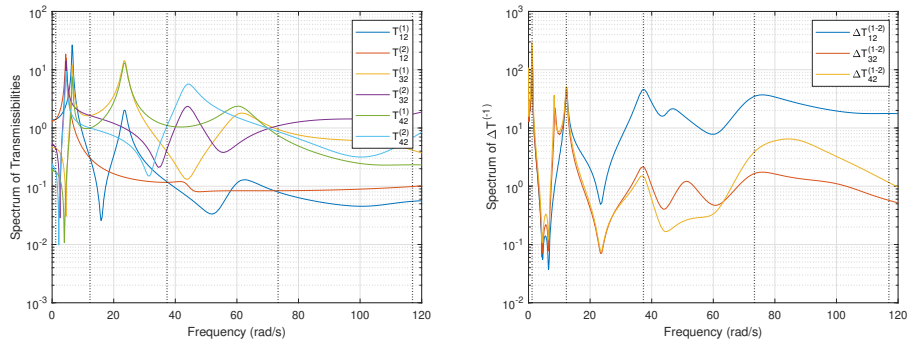 10^2
10^1
10^0
10^-1
10^-2
10^-3
Spectrum of Transmissibilities
T_12^(1)
T_12^(2)
T_32^(1)
T_32^(2)
T_42^(1)
T_42^(2)
0 20 40 60 80 100 120
Frequency (rad/s)
10^3
10^2
10^1
10^0
10^-1
10^-2
Spectrum of ΔT^(-1)
ΔT_12^(1-2)
ΔT_32^(1-2)
ΔT_42^(1-2)
0 20 40 60 80 100 120
Frequency (rad/s)